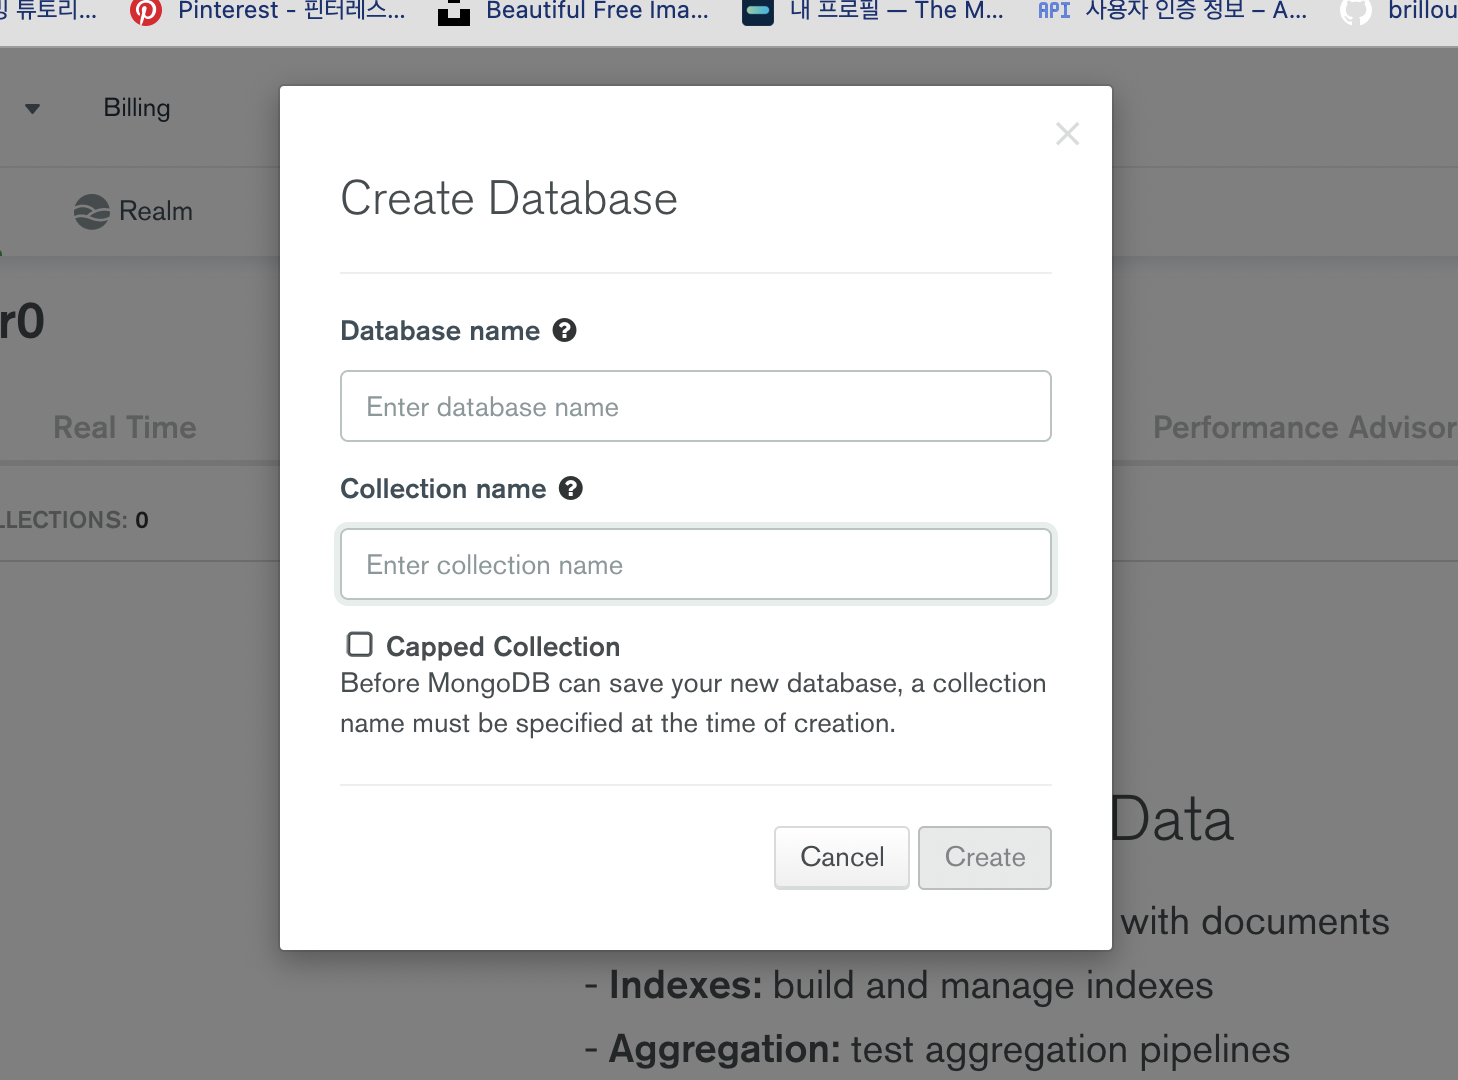 튜토리...
Pinterest - 핀터레스...
Beautiful Free Ima...
내 프로필 — The M...
API 사용자 인증 정보 – A...
brillou
Billing
Realm
r0
Real Time
Performance Advisor
LLECTIONS: 0
Create Database
Database name ?
Enter database name
Collection name ?
Enter collection name
Capped Collection
Before MongoDB can save your new database, a collection
name must be specified at the time of creation.
Cancel
Create
Data
with documents
- Indexes: build and manage indexes
- Aggregation: test aggregation pipelines